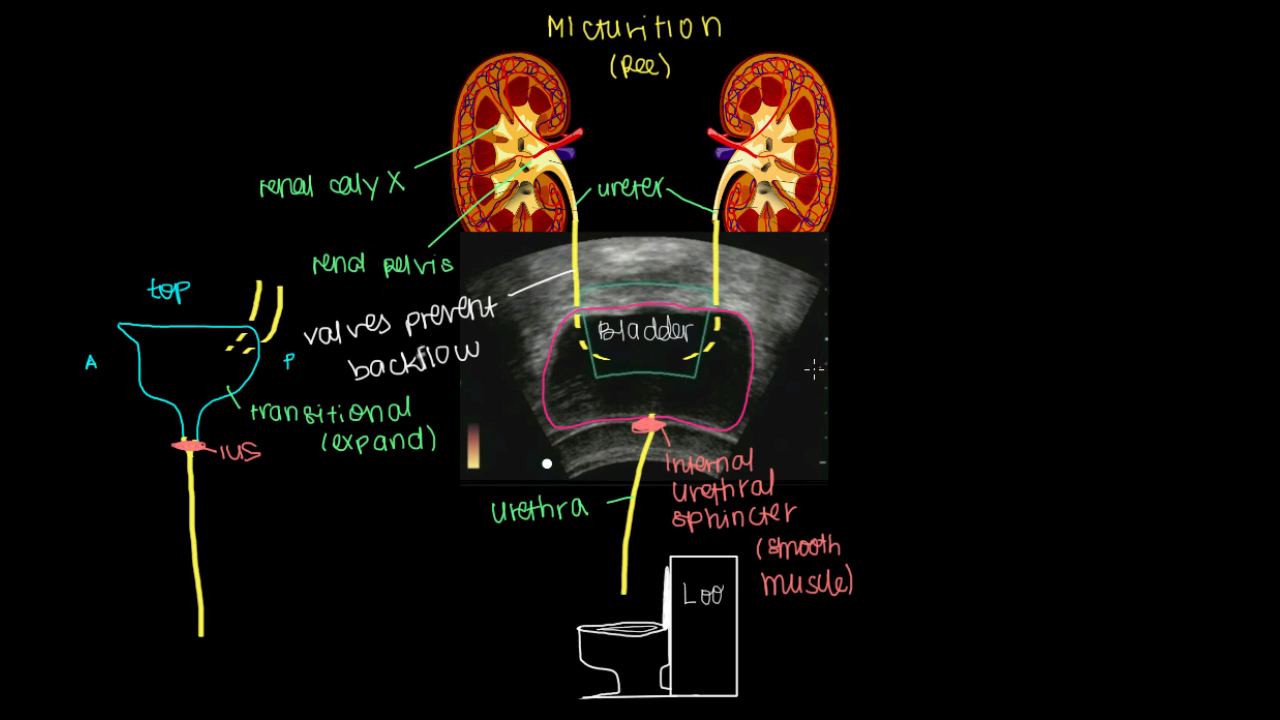 Micturition
(Pee)
renal calyx
ureter
renal pelvis
top
valves prevent
backflow
Bladder
A
P
transitional
(expand)
IUS
internal
urethral
sphincter
(smooth
muscle)
urethra
Loo